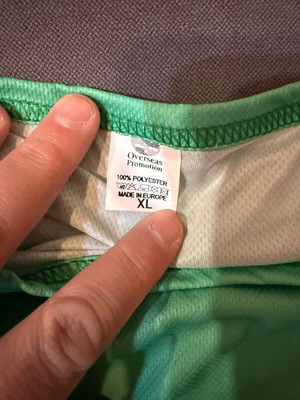 Overseas
Promotion
100% POLYESTER
MADE IN EUROPE
XL